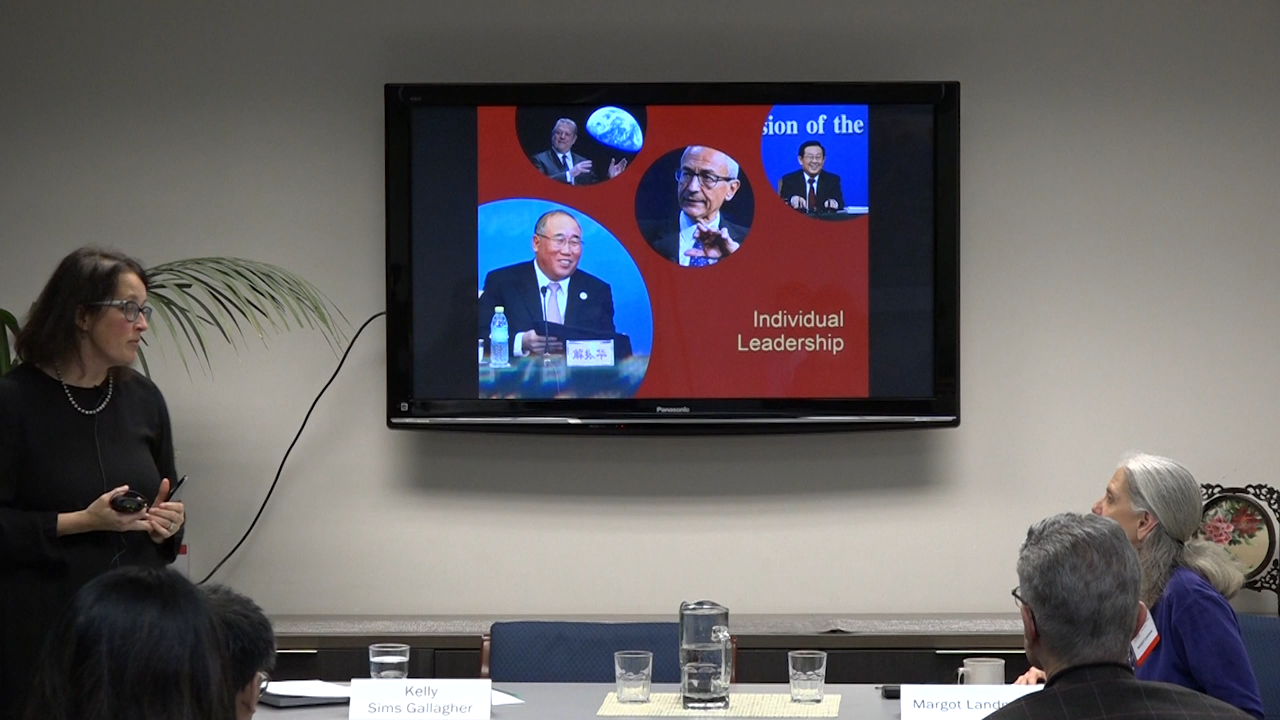 sion of the
解振华
Individual
Leadership
Panasonic
Kelly
Sims Gallagher
Margot Land